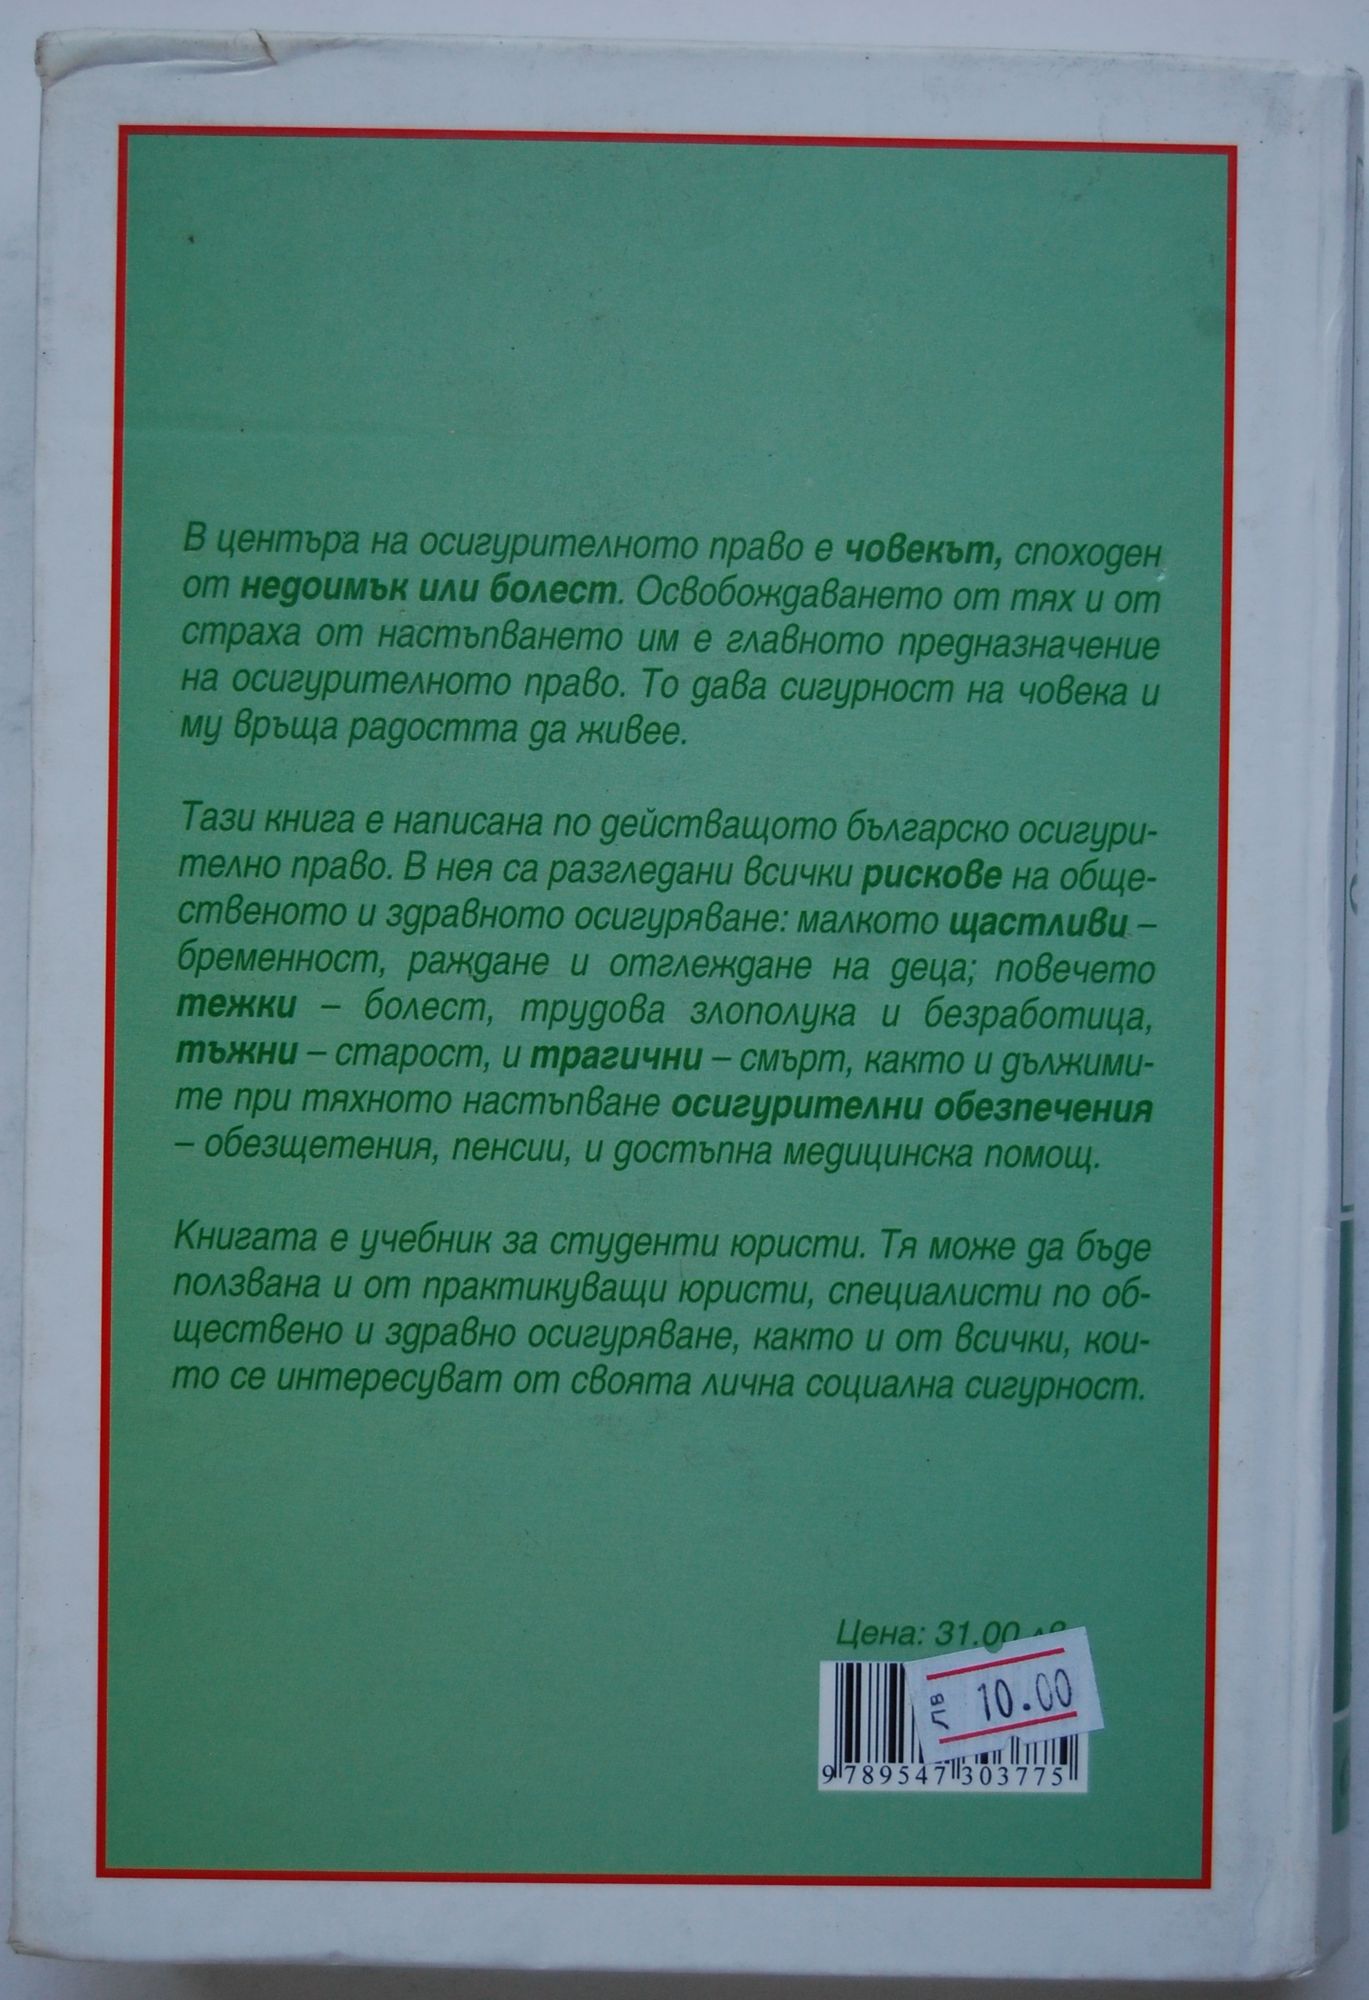 В центъра на осигурителното право е човекът, споходен
от недоимък или болест. Освобождаването от тях и от
страха от настъпването им е главното предназначение
на осигурителното право. То дава сигурност на човека и
му връща радостта да живее.
Тази книга е написана по действащото българско осигури-
телно право. В нея са разгледани всички рискове на обще-
ственото и здравното осигуряване: малкото щастливи –
бременност, раждане и отглеждане на деца; повечето
тежки – болест, трудова злополука и безработица,
тъжни – старост, и трагични – смърт, както и дължими-
те при тяхното настъпване осигурителни обезпечения
– обезщетения, пенсии, и достъпна медицинска помощ.
Книгата е учебник за студенти юристи. Тя може да бъде
ползвана и от практикуващи юристи, специалисти по об-
ществено и здравно осигуряване, както и от всички, кои-
то се интересуват от своята лична социална сигурност.
Цена: 31.00 лв
ЛВ 10.00
9 789547 303775